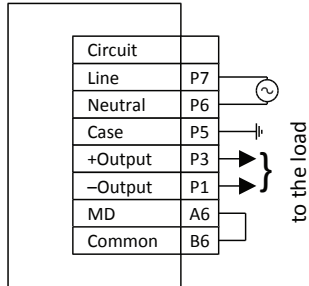 Circuit
Line P7
Neutral P6
Case P5
+Output P3
–Output P1
MD A6
Common B6
to the load